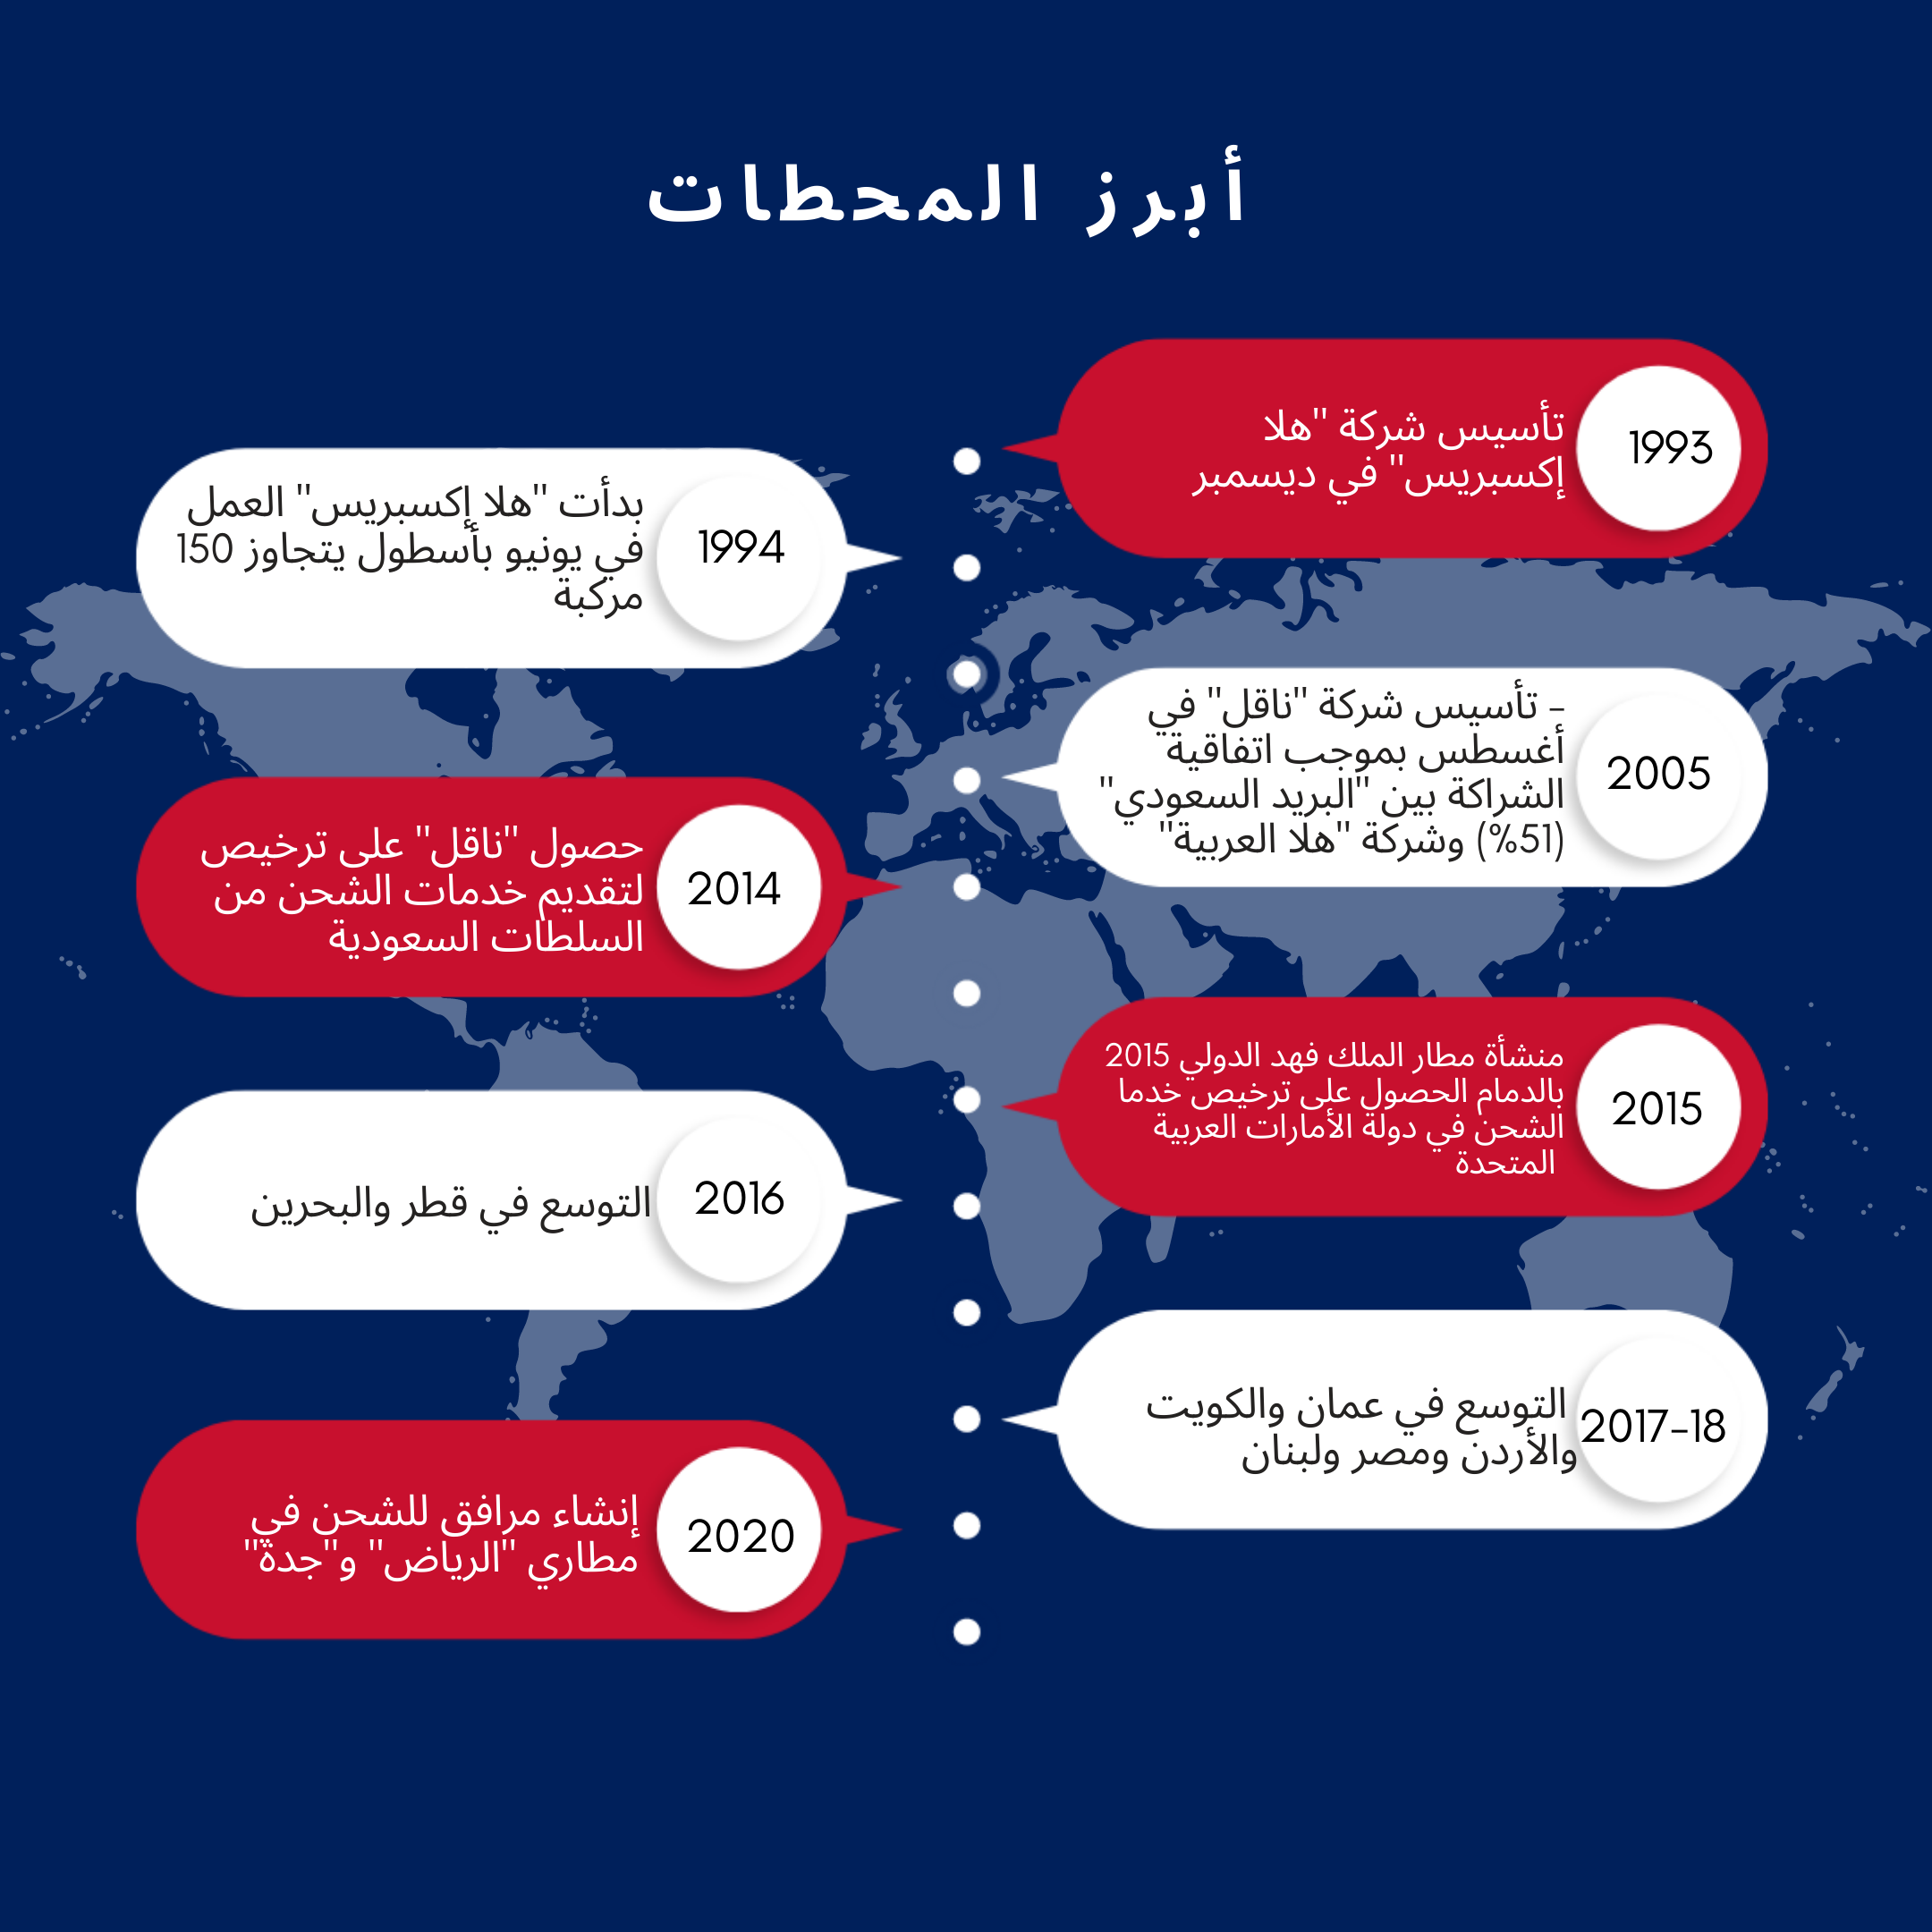 أبرز المحطات
1993
تأسيس شركة "هلا
إكسبريس" في ديسمبر
1994
بدأت "هلا إكسبريس" العمل
في يونيو بأسطول يتجاوز 150
مركبة
2005
– تأسيس شركة "ناقل" في
أغسطس بموجب اتفاقية
الشراكة بين "البريد السعودي"
(51%) وشركة "هلا العربية"
2014
حصول "ناقل" على ترخيص
لتقديم خدمات الشحن من
السلطات السعودية
2015
منشأة مطار الملك فهد الدولي 2015
بالدمام الحصول على ترخيص خدما
الشحن في دولة الأمارات العربية
المتحدة
2016
التوسع في قطر والبحرين
2017-18
التوسع في عمان والكويت
والأردن ومصر ولبنان
2020
إنشاء مرافق للشحن في
مطاري "الرياض" و"جدة"